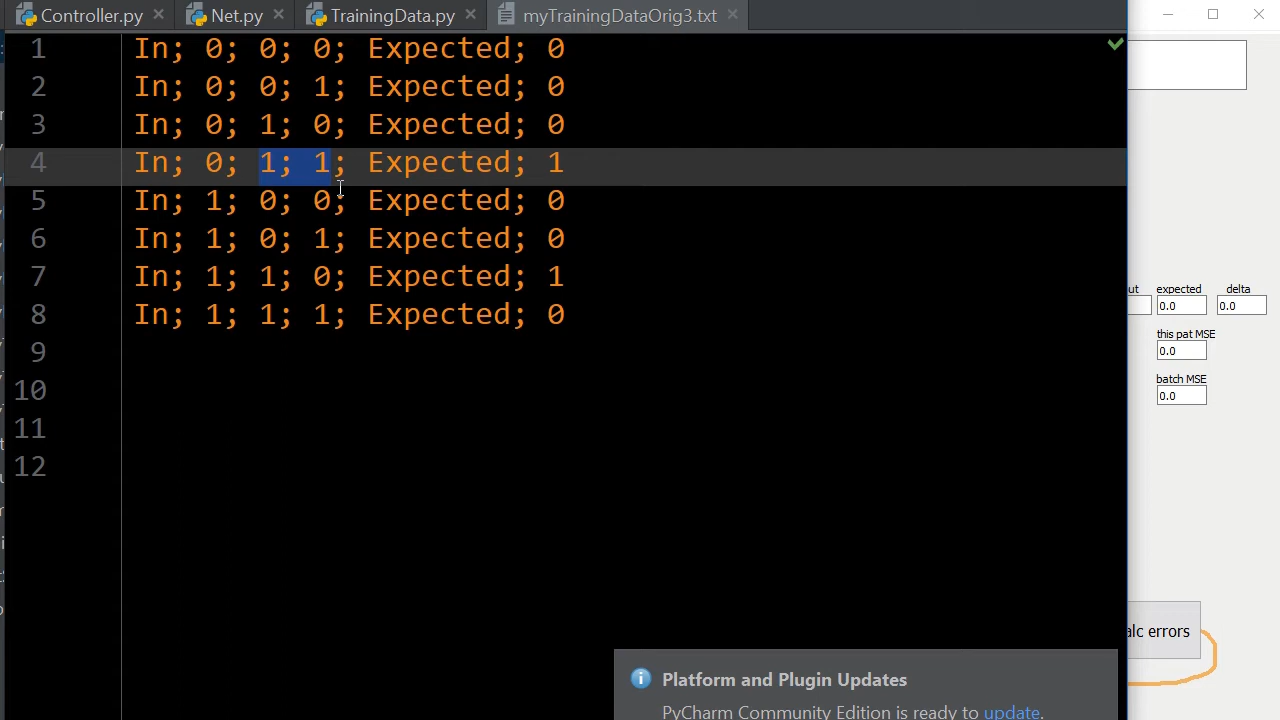 Controller.py Net.py TrainingData.py myTrainingDataOrig3.txt
1 In; 0; 0; 0; Expected; 0
2 In; 0; 0; 1; Expected; 0
3 In; 0; 1; 0; Expected; 0
4 In; 0; 1; 1; Expected; 1
5 In; 1; 0; 0; Expected; 0
6 In; 1; 0; 1; Expected; 0
7 In; 1; 1; 0; Expected; 1
8 In; 1; 1; 1; Expected; 0
9
10
11
12
ut expected delta
0.0 0.0
this pat MSE
0.0
batch MSE
0.0
alc errors
Platform and Plugin Updates
PyCharm Community Edition is ready to update.